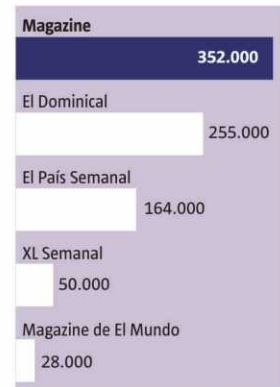 Magazine
352.000
El Dominical
255.000
El País Semanal
164.000
XL Semanal
50.000
Magazine de El Mundo
28.000